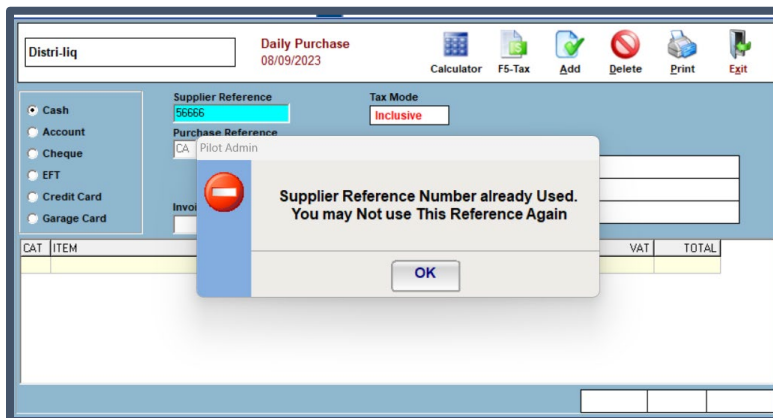 Distri-liq
Daily Purchase
08/09/2023
Calculator
F5-Tax
Add
Delete
Print
Exit
Cash
Account
Cheque
EFT
Credit Card
Garage Card
Supplier Reference
56666
Purchase Reference
CA
Invoi
Tax Mode
Inclusive
Pilot Admin
Supplier Reference Number already Used.
You may Not use This Reference Again
OK
CAT ITEM VAT TOTAL